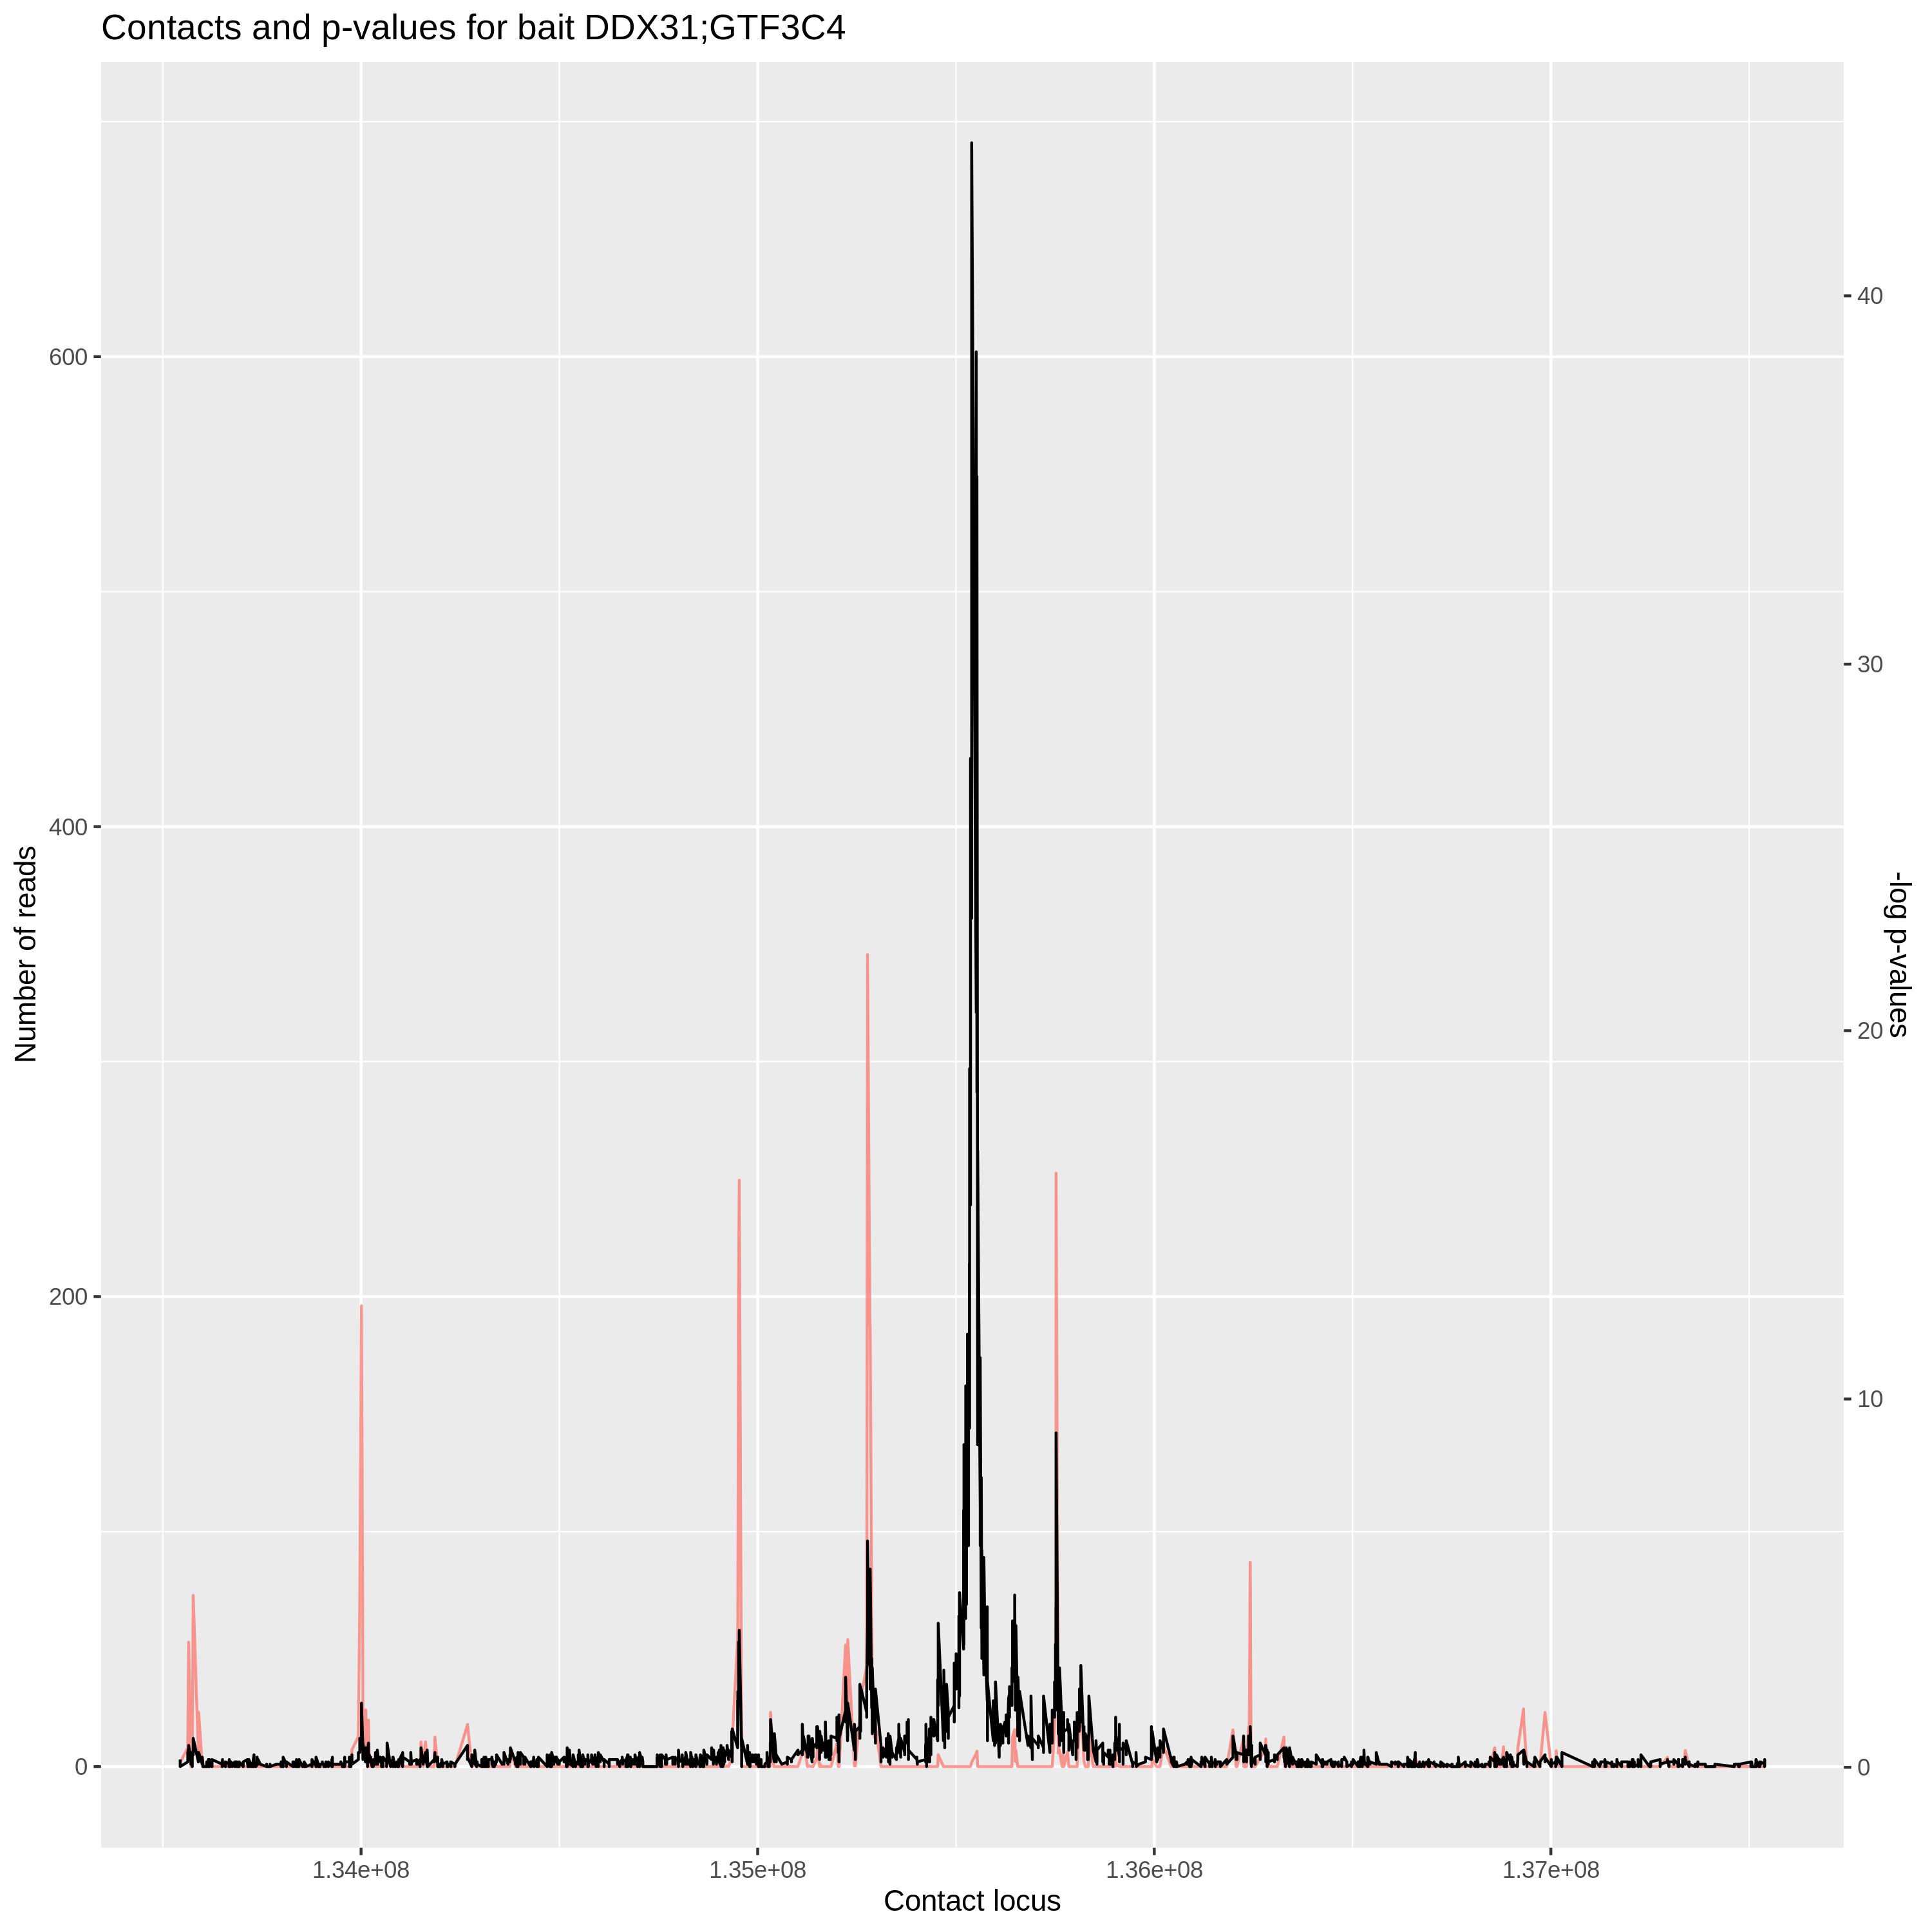 Contacts and p-values for bait DDX31;GTF3C4
Number of reads
600
400
200
0
40
30
20
10
0
-log p-values
1.34e+08 1.35e+08 1.36e+08 1.37e+08
Contact locus